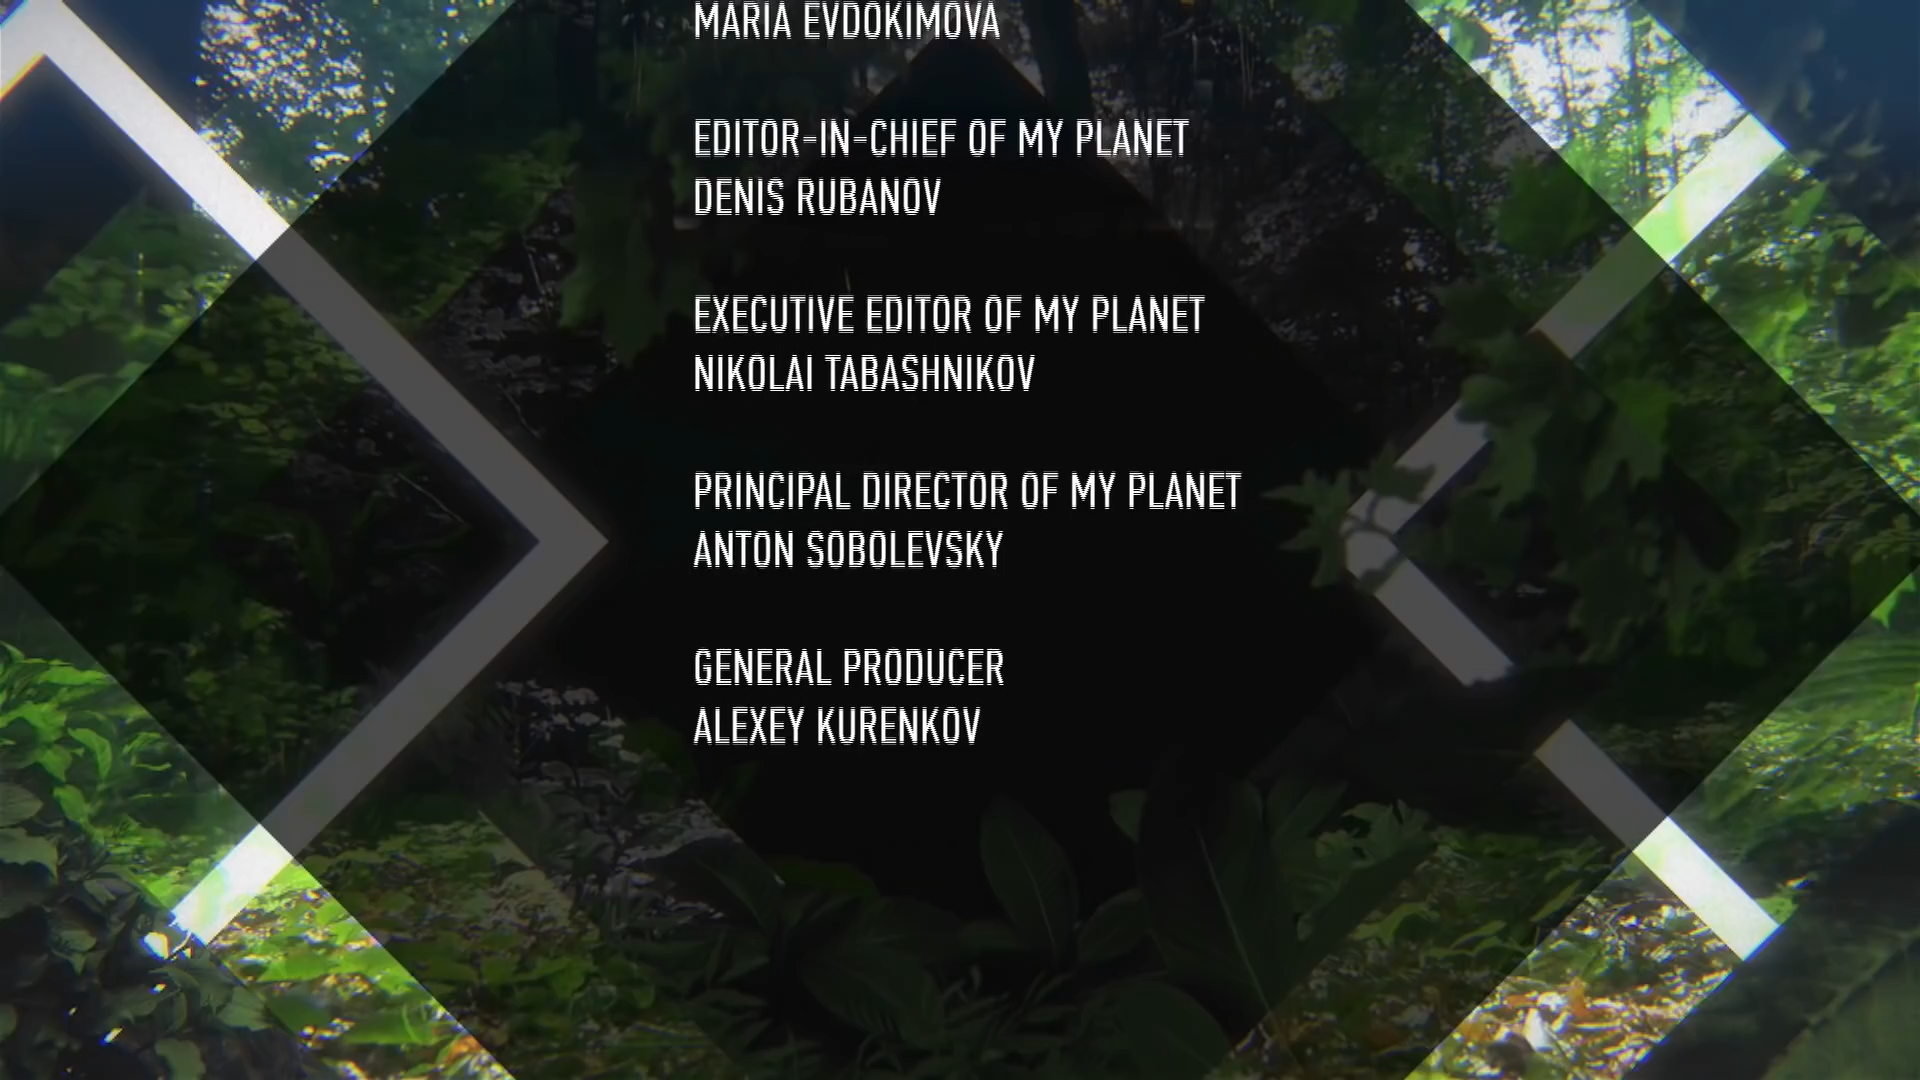 MARIA EVDOKIMOVA
EDITOR-IN-CHIEF OF MY PLANET
DENIS RUBANOV
EXECUTIVE EDITOR OF MY PLANET
NIKOLAI TABASHNIKOV
PRINCIPAL DIRECTOR OF MY PLANET
ANTON SOBOLEVSKY
GENERAL PRODUCER
ALEXEY KURENKOV